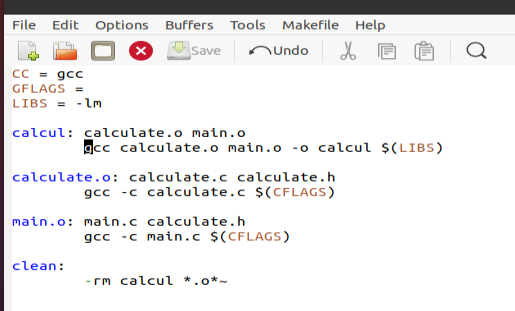 File Edit Options Buffers Tools Makefile Help
Save Undo
CC = gcc
GFLAGS =
LIBS = -lm
calcul: calculate.o main.o
gcc calculate.o main.o -o calcul $(LIBS)
calculate.o: calculate.c calculate.h
gcc -c calculate.c $(CFLAGS)
main.o: main.c calculate.h
gcc -c main.c $(CFLAGS)
clean:
-rm calcul *.o*~